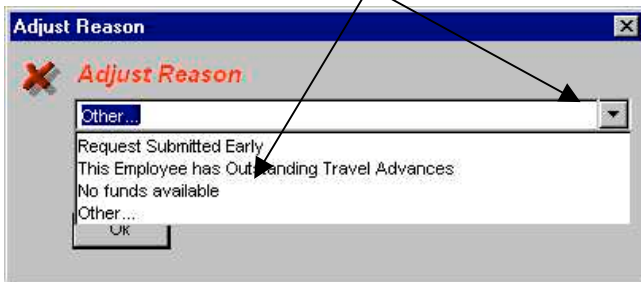 Adjust Reason
Adjust Reason
Other...
Request Submitted Early
This Employee has Outstanding Travel Advances
No funds available
Other...
Ok